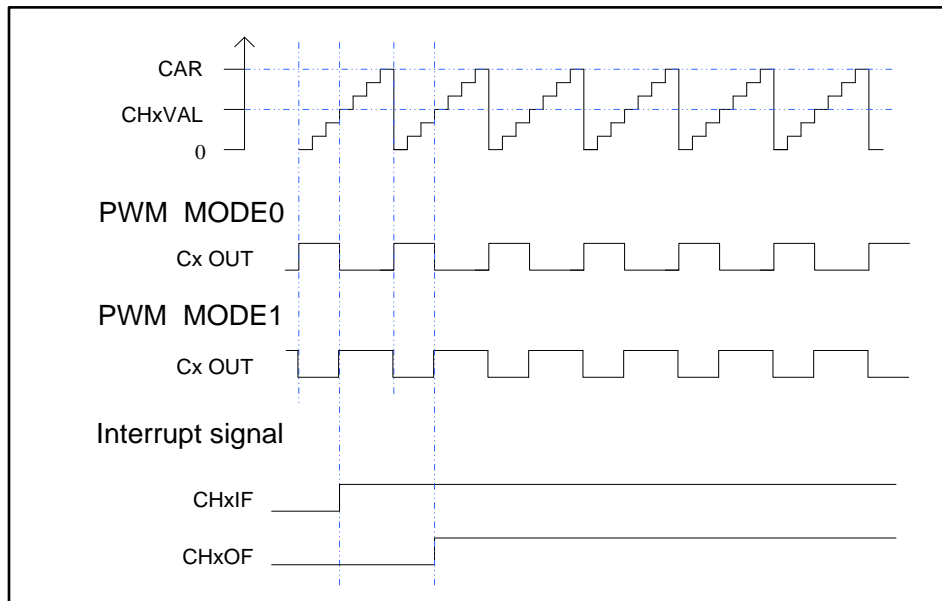 CAR
CHxVAL
0
PWM MODE0
Cx OUT
PWM MODE1
Cx OUT
Interrupt signal
CHxIF
CHxOF